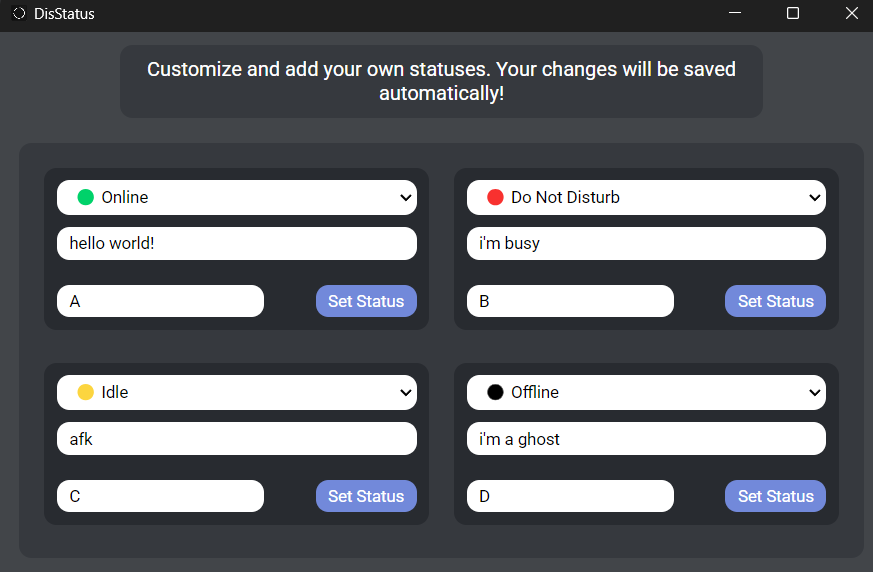 DisStatus
Customize and add your own statuses. Your changes will be saved
automatically!
Online
hello world!
A
Set Status
Do Not Disturb
i'm busy
B
Set Status
Idle
afk
C
Set Status
Offline
i'm a ghost
D
Set Status